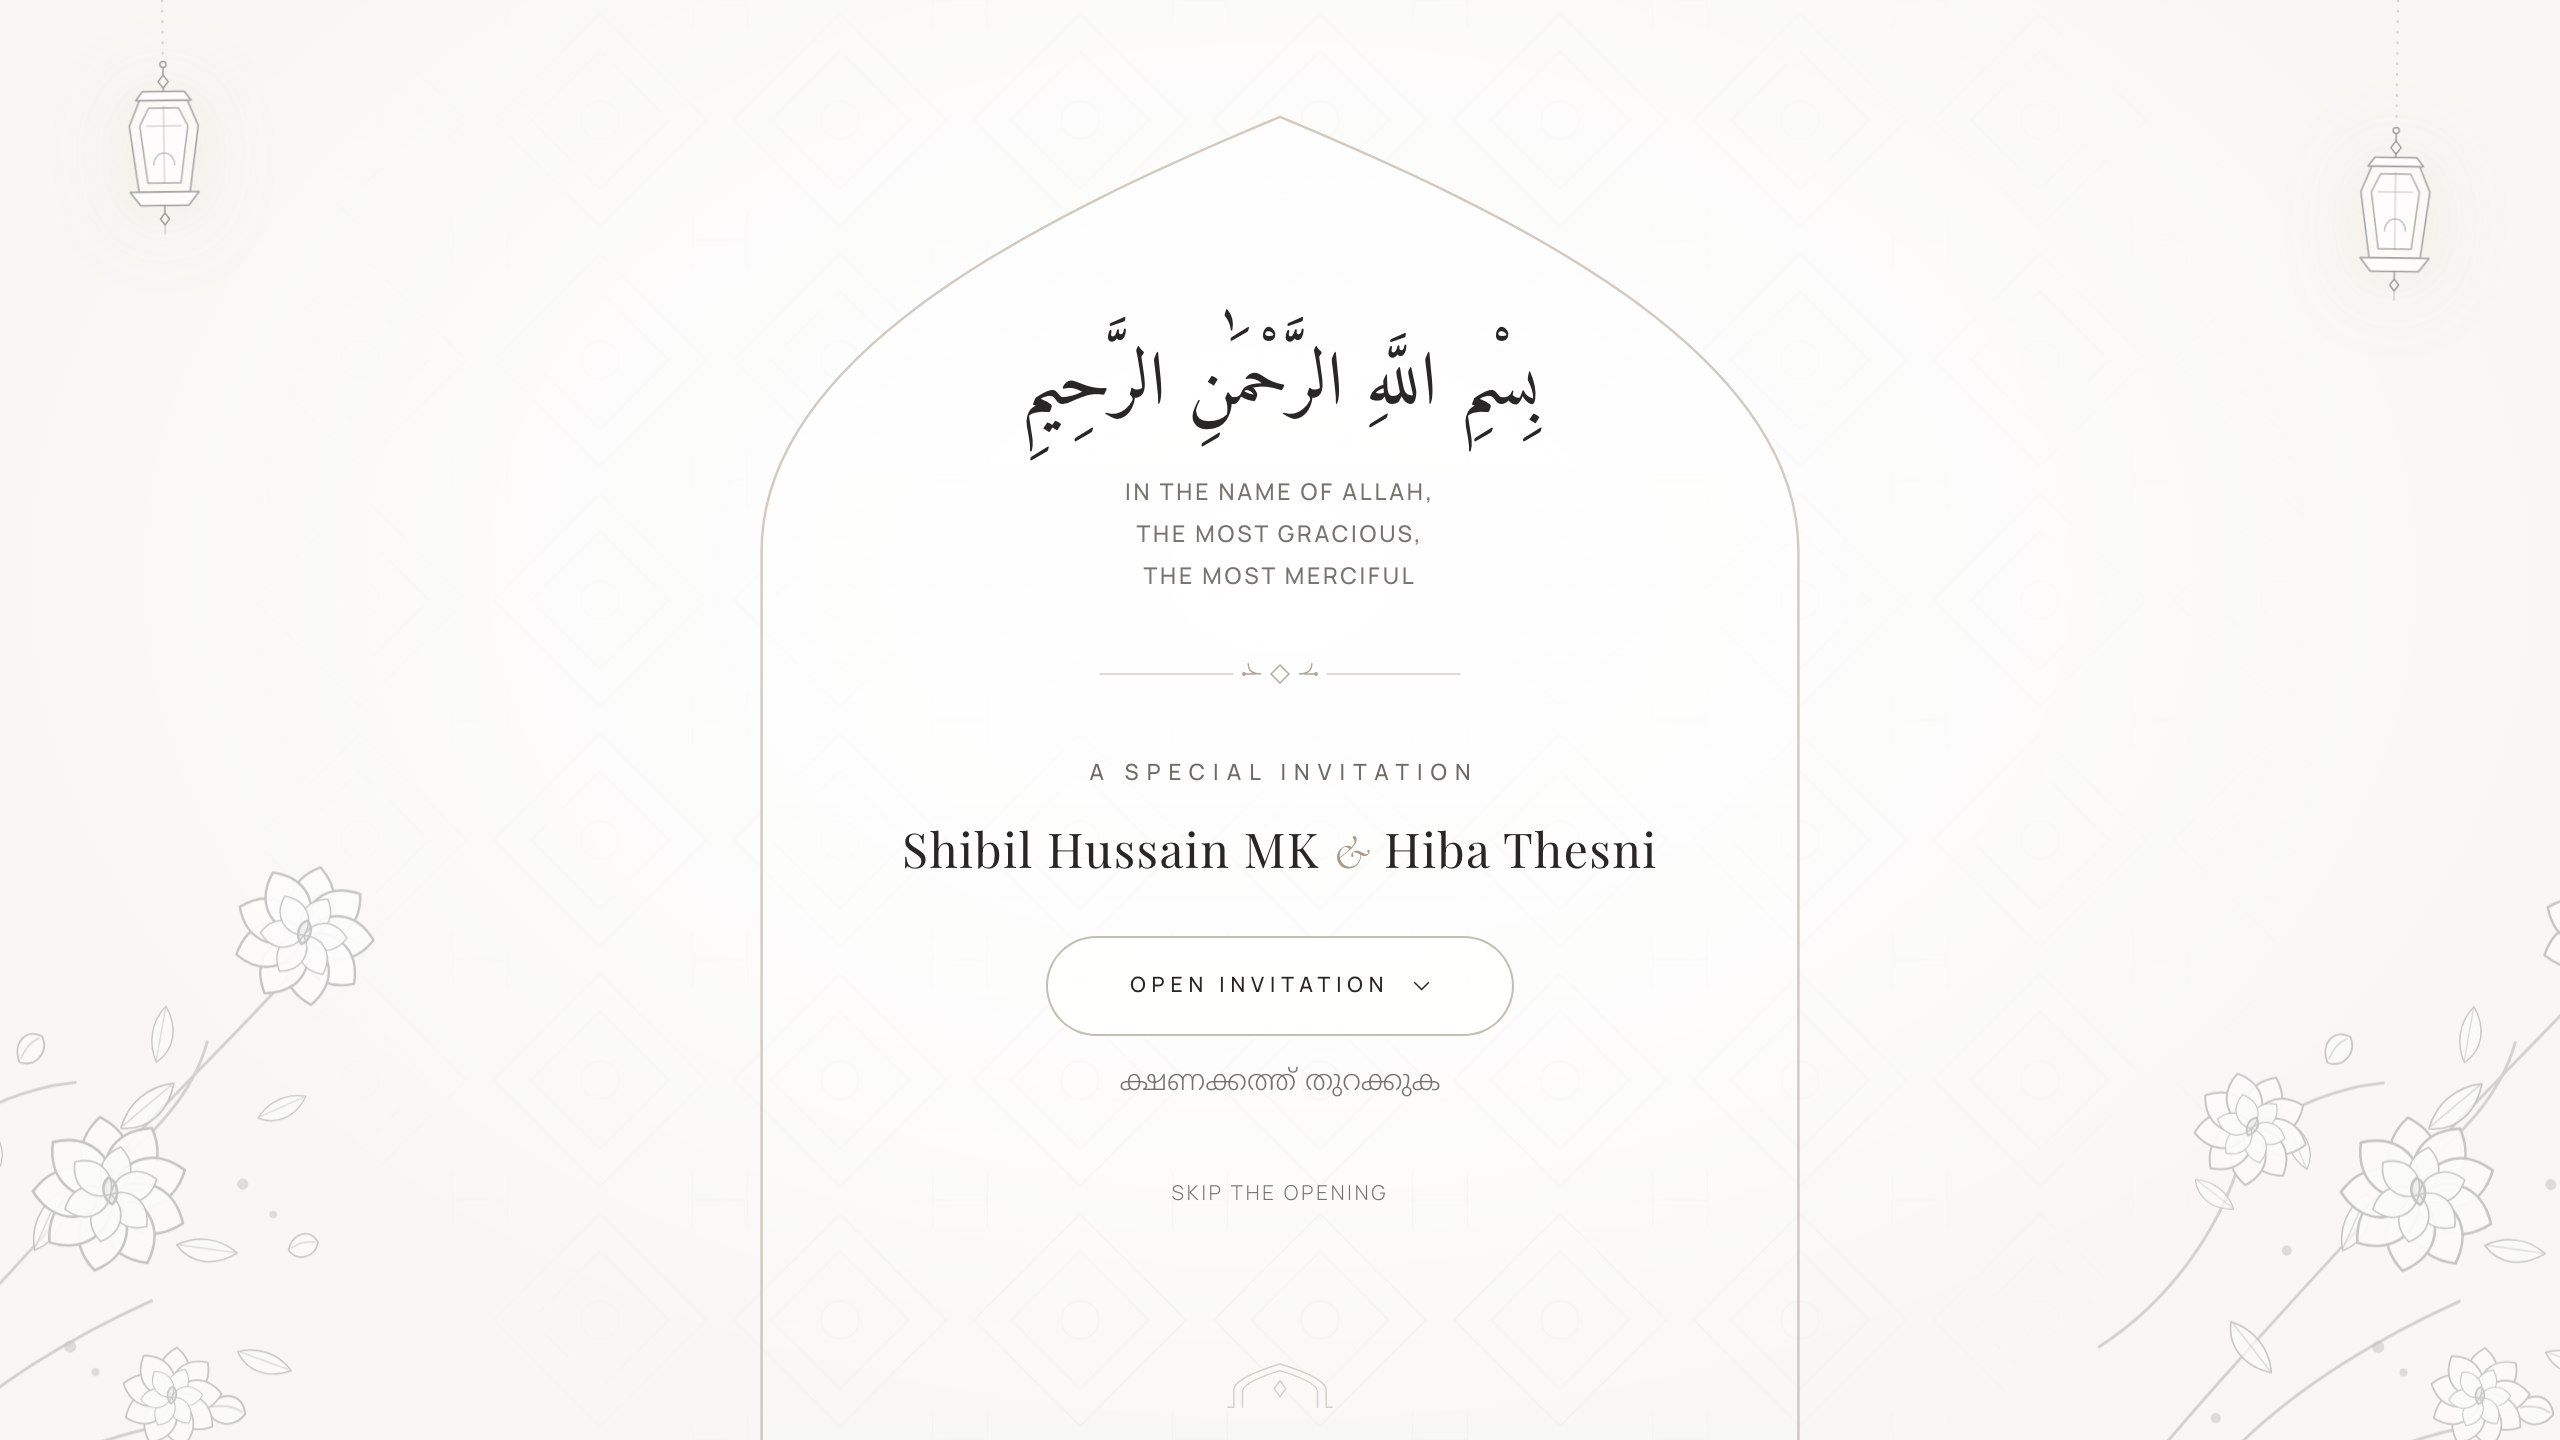 بِسْمِ اللَّهِ الرَّحْمَٰنِ الرَّحِيمِ
IN THE NAME OF ALLAH,
THE MOST GRACIOUS,
THE MOST MERCIFUL
A SPECIAL INVITATION
Shibil Hussain MK & Hiba Thesni
OPEN INVITATION
ക്ഷണക്കത്ത് തുറക്കുക
SKIP THE OPENING